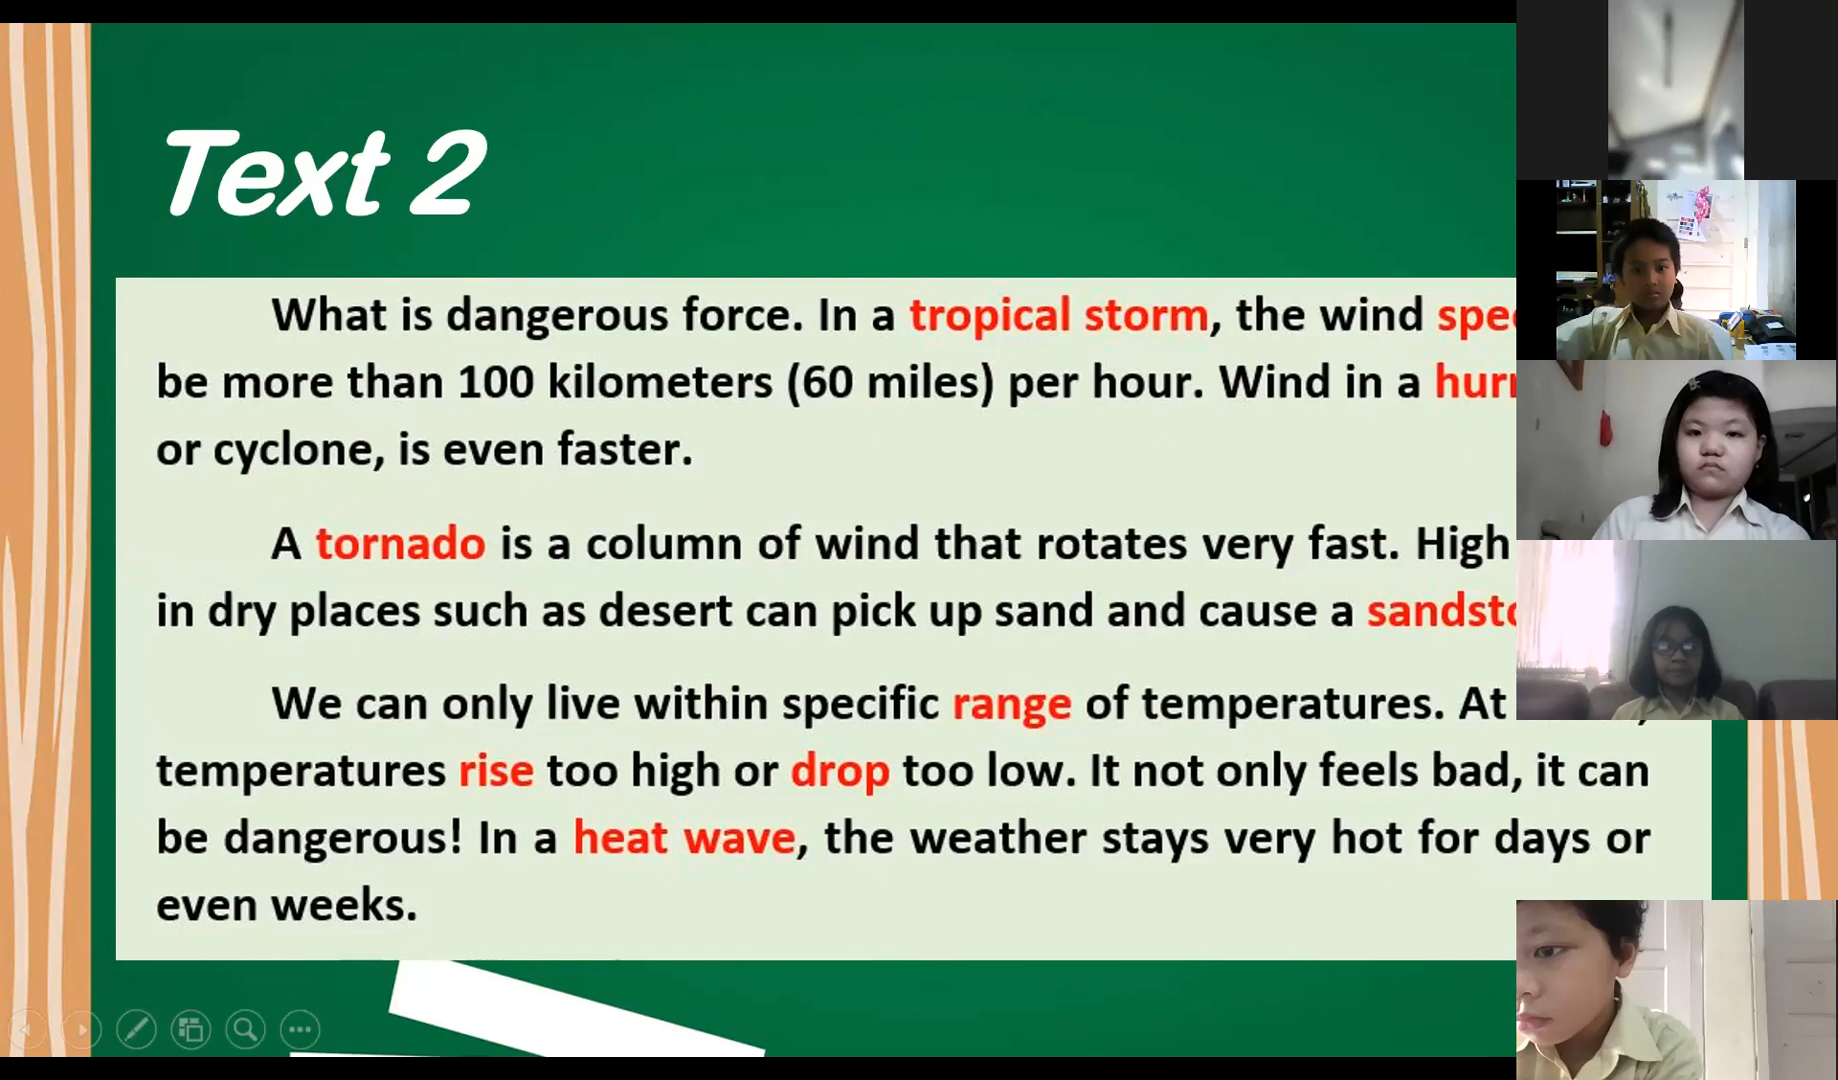 Text 2
What is dangerous force. In a tropical storm, the wind
be more than 100 kilometers (60 miles) per hour. Wind in a
or cyclone, is even faster.
A tornado is a column of wind that rotates very fast. High
in dry places such as desert can pick up sand and cause a
We can only live within specific range of temperatures. At
temperatures rise too high or drop too low. It not only feels bad, it can
be dangerous! In a heat wave, the weather stays very hot for days or
even weeks.